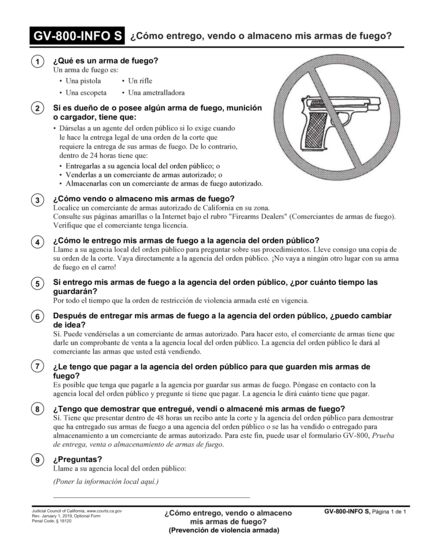 GV-800-INFO S ¿Cómo entrego, vendo o almaceno mis armas de fuego?
1 ¿Qué es un arma de fuego?
Un arma de fuego es:
• Una pistola • Un rifle
• Una escopeta • Una ametralladora
2 Si es dueño de o posee algún arma de fuego, munición
o cargador, tiene que:
• Dárselas a un agente del orden público si lo exige cuando
le hace la entrega legal de una orden de la corte que
requiere la entrega de sus armas de fuego. De lo contrario,
dentro de 24 horas tiene que:
• Entregarlas a su agencia local del orden público; o
• Venderlas a un comerciante de armas autorizado; o
• Almacenarlas con un comerciante de armas de fuego autorizado.
3 ¿Cómo vendo o almaceno mis armas de fuego?
Localice un comerciante de armas autorizado de California en su zona.
Consulte sus páginas amarillas o la Internet bajo el rubro "Firearms Dealers" (Comerciantes de armas de fuego).
Verifique que el comerciante tenga licencia.
4 ¿Cómo le entrego mis armas de fuego a la agencia del orden público?
Llame a su agencia local del orden público para preguntar sobre sus procedimientos. Lleve consigo una copia de
su orden de la corte. Vaya directamente a la agencia del orden público. ¡No vaya a ningún otro lugar con su arma
de fuego en el carro!
5 Si entrego mis armas de fuego a la agencia del orden público, ¿por cuánto tiempo las
guardarán?
Por todo el tiempo que la orden de restricción de violencia armada esté en vigencia.
6 Después de entregar mis armas de fuego a la agencia del orden público, ¿puedo cambiar
de idea?
Sí. Puede vendérselas a un comerciante de armas autorizado. Para hacer esto, el comerciante de armas tiene que
darle un comprobante de venta a la agencia local del orden público. La agencia del orden público le dará al
comerciante las armas que usted está vendiendo.
7 ¿Le tengo que pagar a la agencia del orden público para que guarden mis armas de
fuego?
Es posible que tenga que pagarle a la agencia por guardar sus armas de fuego. Póngase en contacto con la
agencia local del orden público y pregunte si tiene que pagar. La agencia le dirá cuánto tiene que pagar.
8 ¿Tengo que demostrar que entregué, vendí o almacené mis armas de fuego?
Sí. Tiene que presentar dentro de 48 horas un recibo ante la corte y la agencia del orden público para demostrar
que ha entregado sus armas de fuego a una agencia del orden público o se las ha vendido o entregado para
almacenamiento a un comerciante de armas autorizado. Para este fin, puede usar el formulario GV-800, Prueba
de entrega, venta o almacenamiento de armas de fuego.
9 ¿Preguntas?
Llame a su agencia local del orden público:
(Poner la información local aquí.)
Judicial Council of California, www.courts.ca.gov
Rev. January 1, 2019, Optional Form
Penal Code, § 18120
¿Cómo entrego, vendo o almaceno
mis armas de fuego?
(Prevención de violencia armada)
GV-800-INFO S, Página 1 de 1